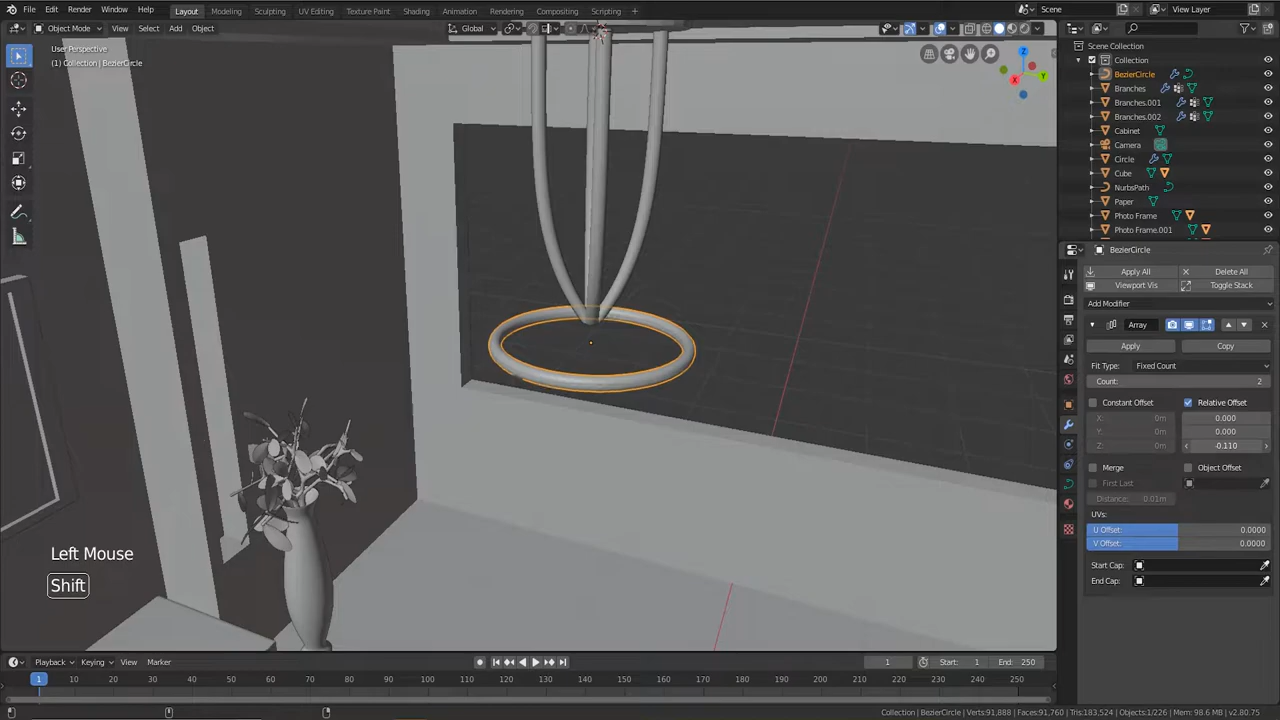 File Edit Render Window Help Layout Modeling Sculpting UV Editing Texture Paint Shading Animation Rendering Compositing Scripting + Scene View Layer
Object Mode View Select Add Object Global
User Perspective
(1) Collection | BezierCircle
Z
Y
X
Scene Collection
Collection
BezierCircle
Branches
Branches.001
Branches.002
Cabinet
Camera
Circle
Cube
NurbsPath
Paper
Photo Frame
Photo Frame.001
BezierCircle
Apply All Delete All
Viewport Vis Toggle Stack
Add Modifier
Array
Apply Copy
Fit Type: Fixed Count
Count: 2
Constant Offset Relative Offset
X: 0m 0.000
Y: 0m 0.000
Z: 0m -0.110
Merge Object Offset
First Last
Distance: 0.01m
UVs:
U Offset: 0.0000
V Offset: 0.0000
Start Cap:
End Cap:
Left Mouse
Shift
Playback Keying View Marker 1 Start: 1 End: 250
1 10 20 30 40 50 60 70 80 90 100 110 120 130 140 150 160 170 180 190 200 210 220 230 240 250
Collection | BezierCircle | Verts:91,888 | Faces:91,760 | Tris:183,524 | Objects:1/226 | Mem: 98.6 MB | v2.80.75